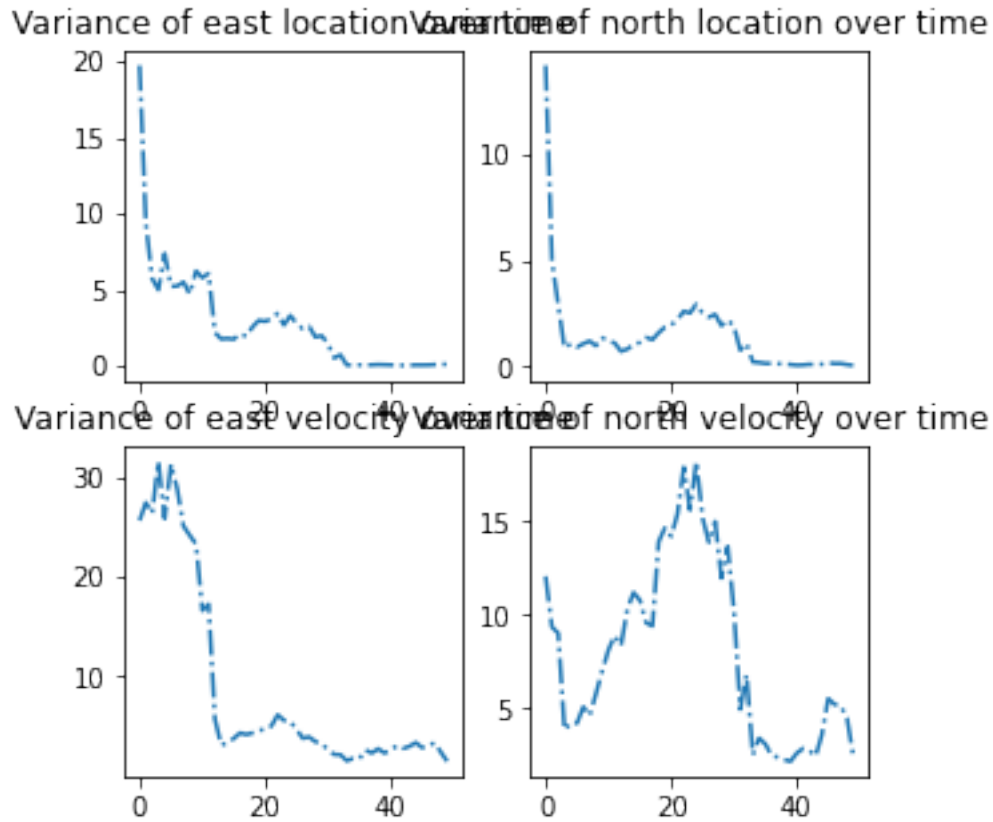 Variance of east location over time
Variance of north location over time
20
15
10
5
0
0 20 40
10
5
0
0 20 40
Variance of east velocity over time
Variance of north velocity over time
30
20
10
0 20 40
15
10
5
0 20 40